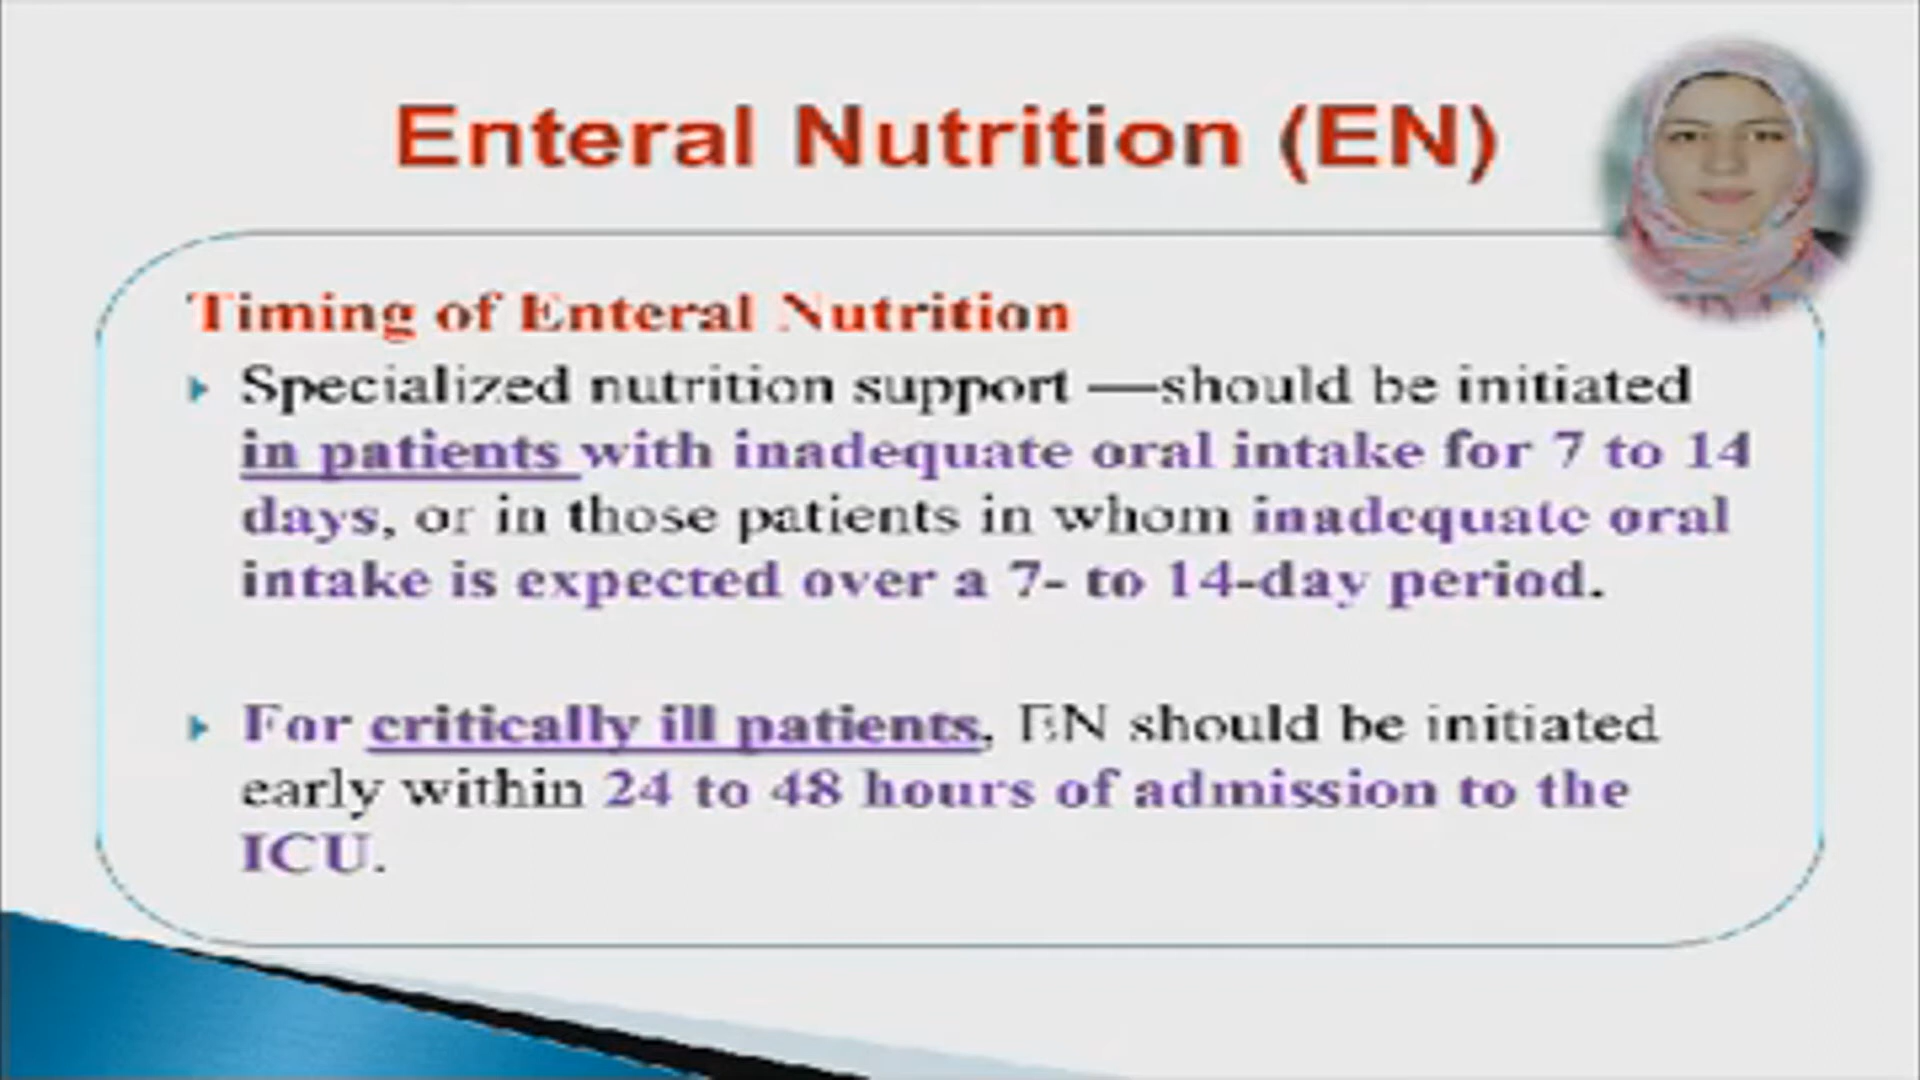 Enteral Nutrition (EN)
Timing of Enteral Nutrition
Specialized nutrition support —should be initiated
in patients with inadequate oral intake for 7 to 14
days, or in those patients in whom inadequate oral
intake is expected over a 7- to 14-day period.
For critically ill patients, EN should be initiated
early within 24 to 48 hours of admission to the
ICU.